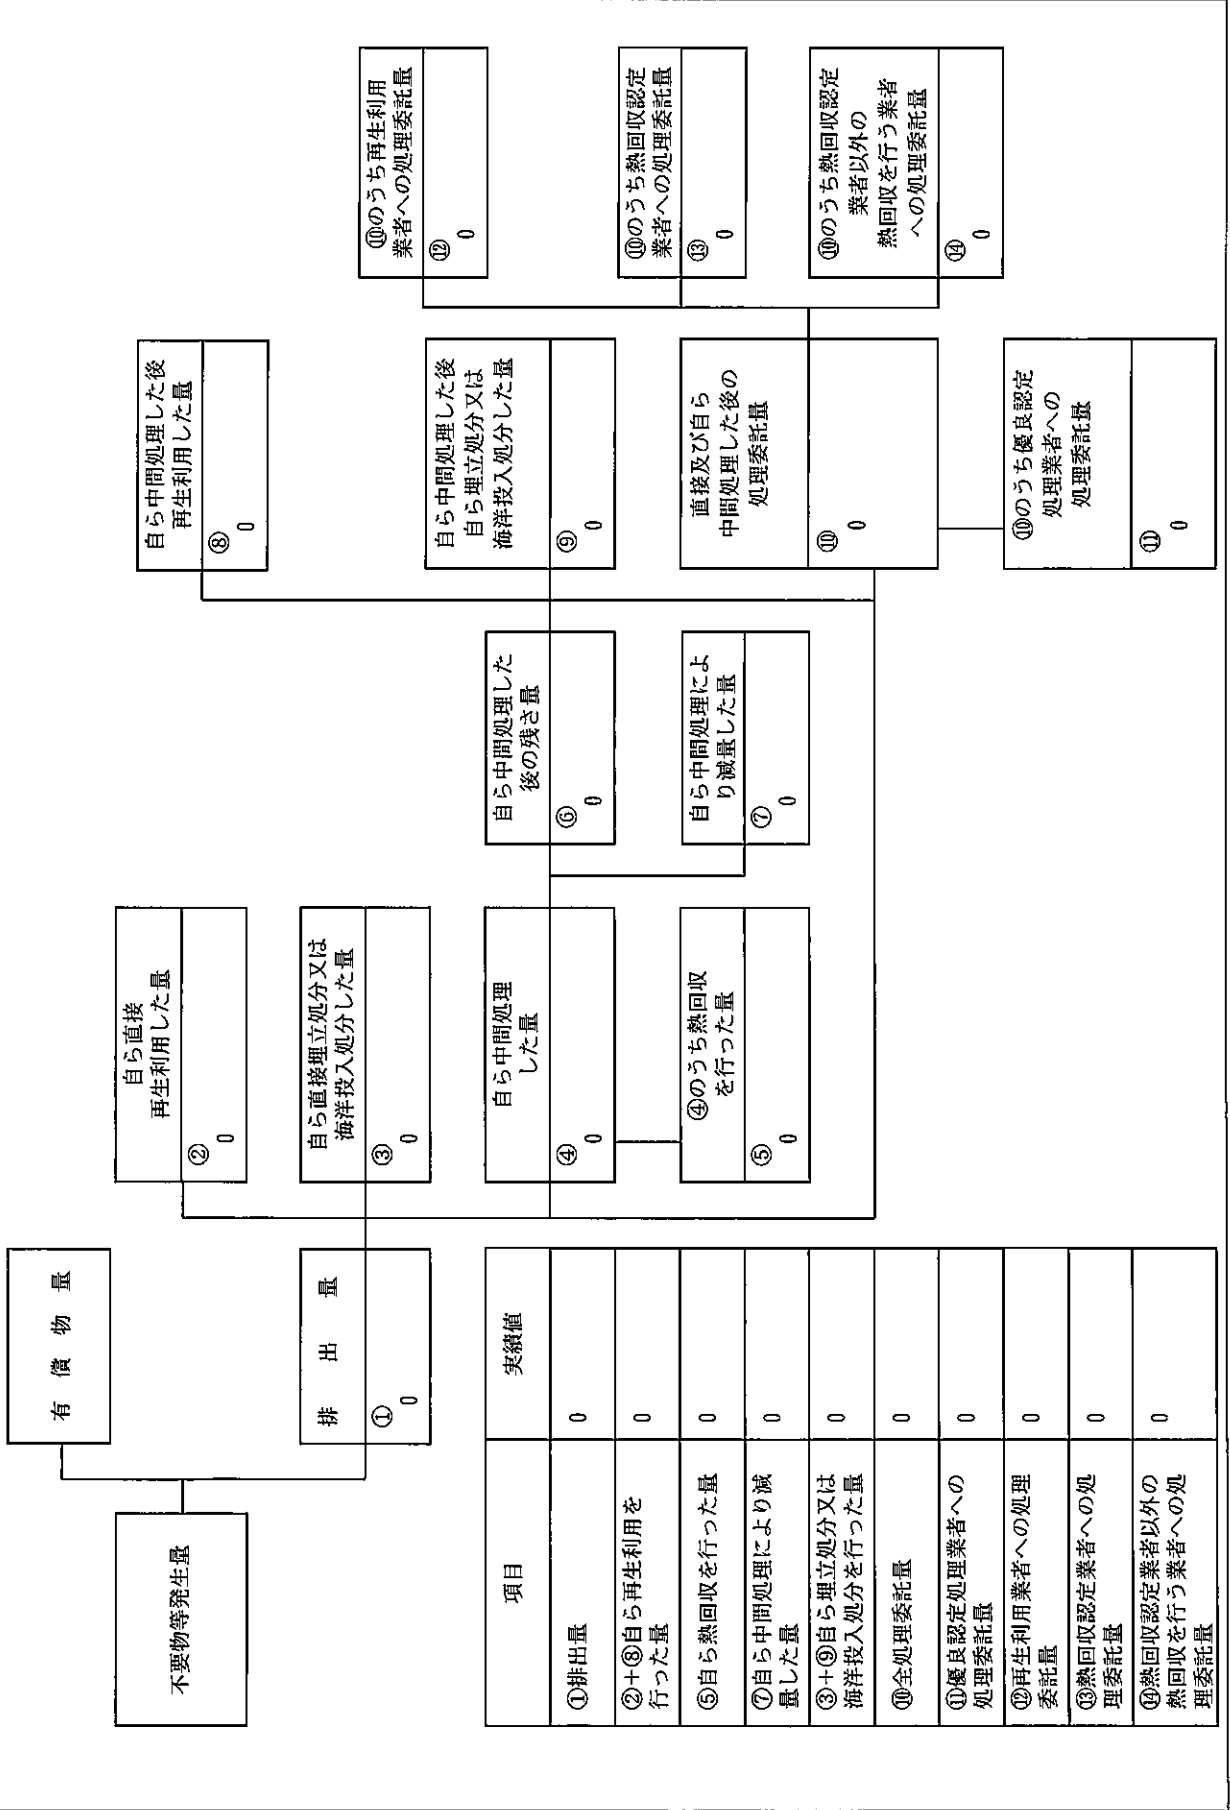 不要物等発生量
有償物量
排出量
①
0
自ら直接
再生利用した量
②
0
自ら直接埋立処分又は
海洋投入処分した量
③
0
自ら中間処理
した量
④
0
④のうち熱回収
を行った量
⑤
0
自ら中間処理した
後の残さ量
⑥
0
自ら中間処理によ
り減量した量
⑦
0
自ら中間処理した後
再生利用した量
⑧
0
自ら中間処理した後
自ら埋立処分又は
海洋投入処分した量
⑨
0
直接及び自ら
中間処理した後の
処理委託量
⑩
0
⑩のうち優良認定
処理業者への
処理委託量
⑪
0
⑩のうち再生利用
業者への処理委託量
⑫
0
⑩のうち熱回収認定
業者への処理委託量
⑬
0
⑩のうち熱回収認定
業者以外の
熱回収を行う業者
への処理委託量
⑭
0
項目 実績値
①排出量 0
②+⑧自ら再生利用を
行った量 0
⑤自ら熱回収を行った量 0
⑦自ら中間処理により減
量した量 0
③+⑨自ら埋立処分又は
海洋投入処分を行った量 0
⑩全処理委託量 0
⑪優良認定処理業者への
処理委託量 0
⑫再生利用業者への処理
委託量 0
⑬熱回収認定業者への処
理委託量 0
⑭熱回収認定業者以外の
熱回収を行う業者への処
理委託量 0